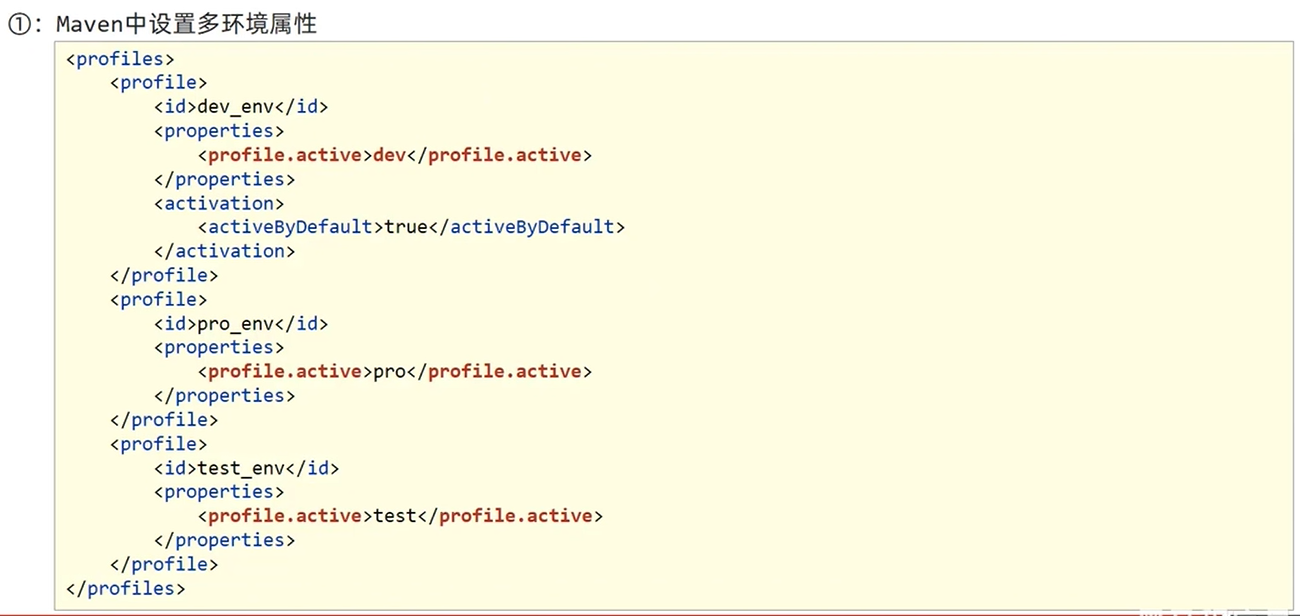 ①：Maven中设置多环境属性
<profiles>
    <profile>
        <id>dev_env</id>
        <properties>
            <profile.active>dev</profile.active>
        </properties>
        <activation>
            <activeByDefault>true</activeByDefault>
        </activation>
    </profile>
    <profile>
        <id>pro_env</id>
        <properties>
            <profile.active>pro</profile.active>
        </properties>
    </profile>
    <profile>
        <id>test_env</id>
        <properties>
            <profile.active>test</profile.active>
        </properties>
    </profile>
</profiles>